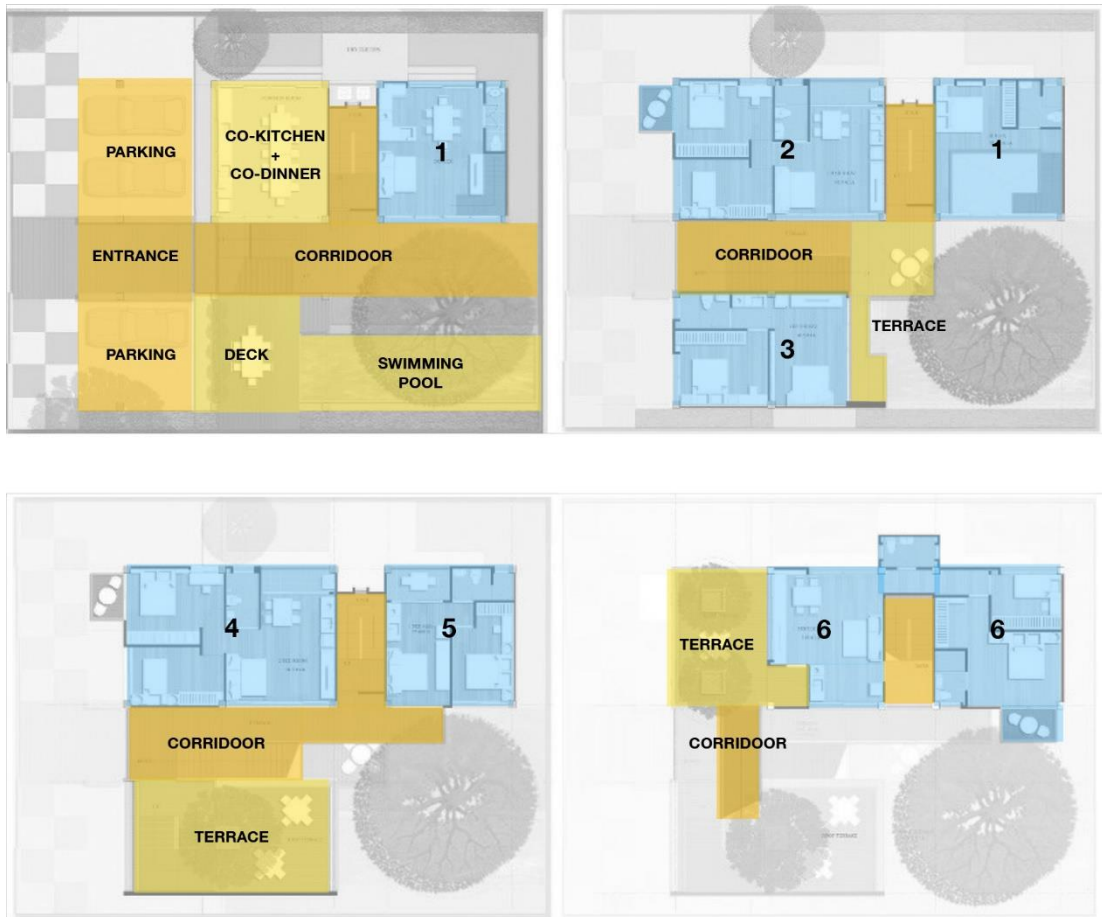 CO-KITCHEN
+
CO-DINNER
1
PARKING
ENTRANCE
CORRIDOOR
PARKING
DECK
SWIMMING
POOL
2
1
CORRIDOOR
TERRACE
3
4
5
CORRIDOOR
TERRACE
6
6
TERRACE
CORRIDOOR